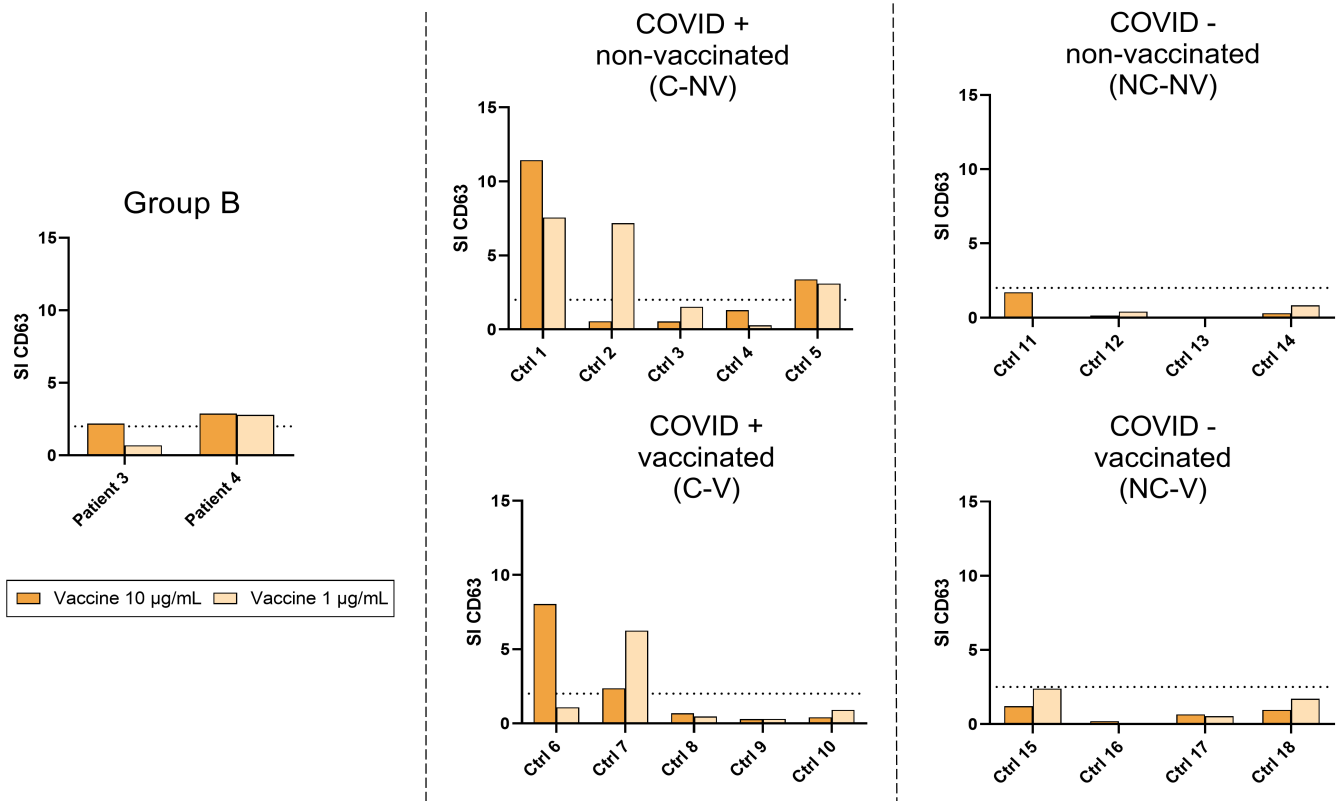 Group B
15
10
5
0
SI CD63
Patient 3
Patient 4
Vaccine 10 µg/mL
Vaccine 1 µg/mL
COVID +
non-vaccinated
(C-NV)
15
10
5
0
SI CD63
Ctrl 1
Ctrl 2
Ctrl 3
Ctrl 4
Ctrl 5
COVID +
vaccinated
(C-V)
15
10
5
0
SI CD63
Ctrl 6
Ctrl 7
Ctrl 8
Ctrl 9
Ctrl 10
COVID -
non-vaccinated
(NC-NV)
15
10
5
0
SI CD63
Ctrl 11
Ctrl 12
Ctrl 13
Ctrl 14
COVID -
vaccinated
(NC-V)
15
10
5
0
SI CD63
Ctrl 15
Ctrl 16
Ctrl 17
Ctrl 18